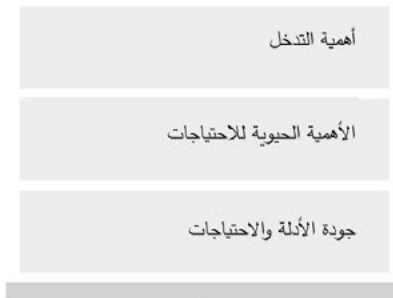 أهمية التدخل
الأهمية الحيوية للاحتياجات
جودة الأدلة والاحتياجات